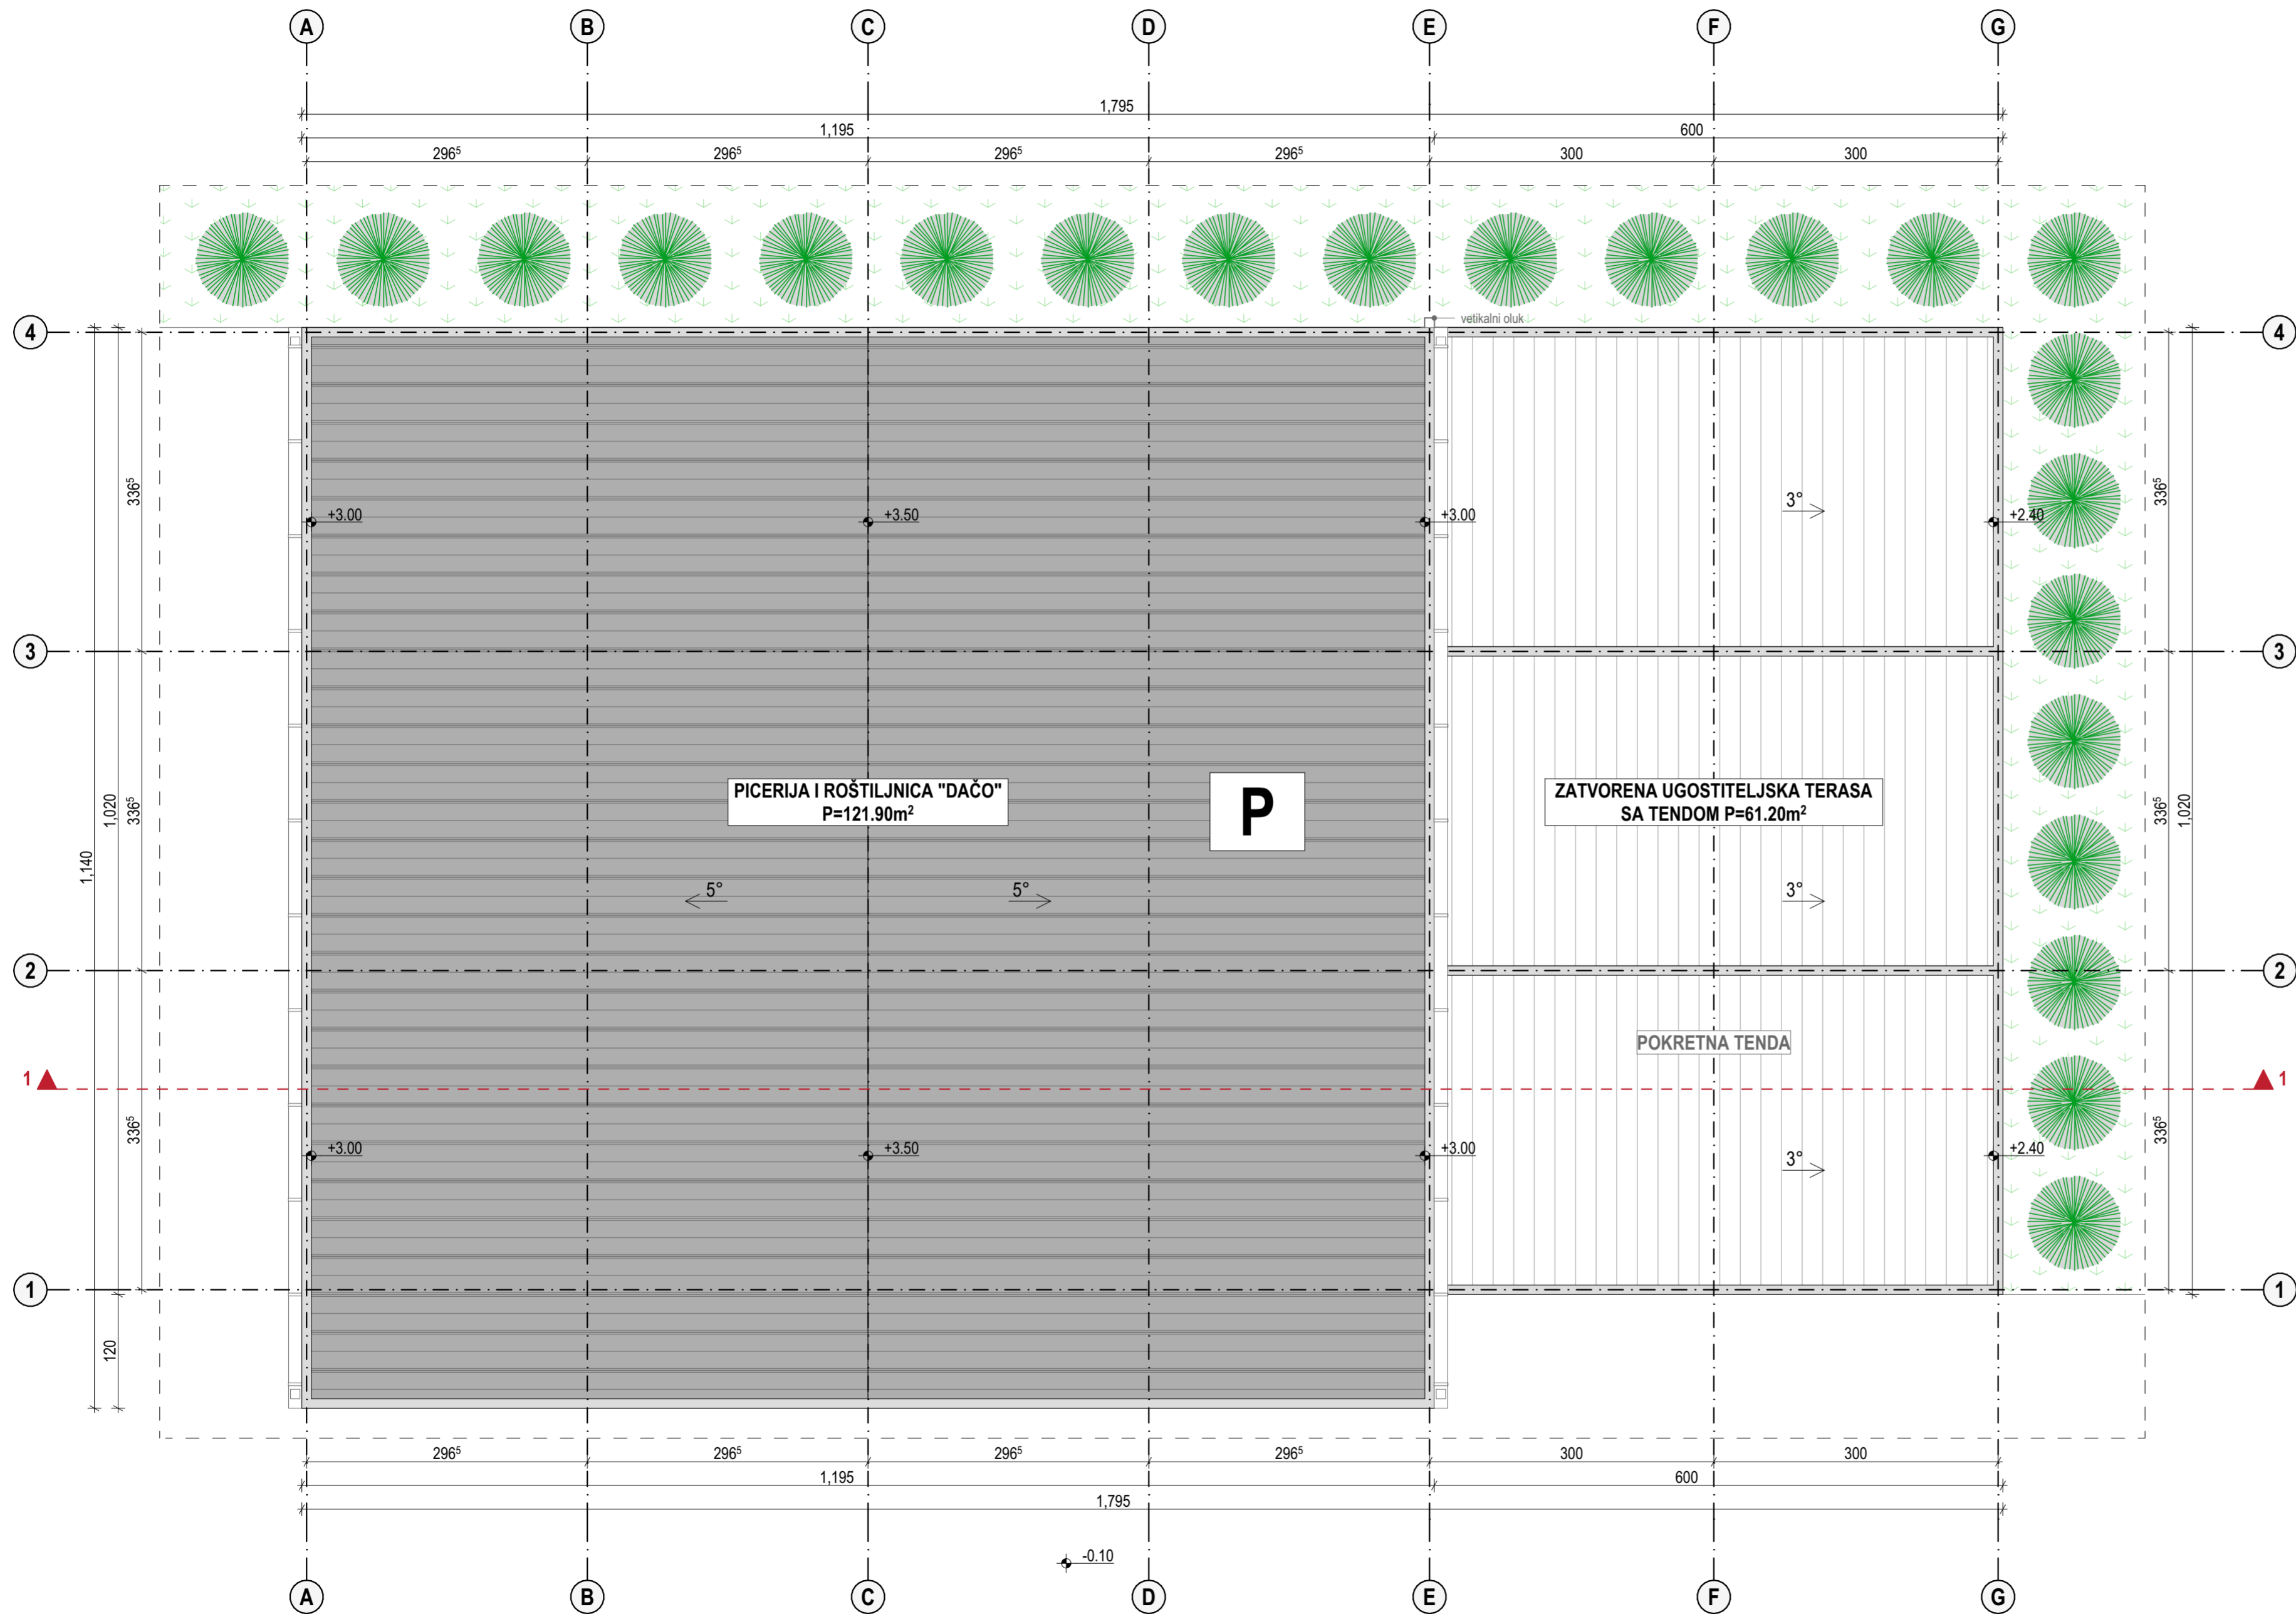 A B C D E F G
1,795
1,195 600
296⁵ 296⁵ 296⁵ 296⁵ 300 300
vetikalni oluk
4 4
336⁵ 336⁵
+3.00 +3.50 +3.00 3° +2.40
3 3
PICERIJA I ROŠTILJNICA "DAČO"
P=121.90m²
P
ZATVORENA UGOSTITELJSKA TERASA
SA TENDOM P=61.20m²
1,140 1,020 336⁵ 336⁵ 1,020
5° 5° 3°
2 2
POKRETNA TENDA
1 1
336⁵ 336⁵
+3.00 +3.50 +3.00 3° +2.40
1 1
120
296⁵ 296⁵ 296⁵ 296⁵ 300 300
1,195 600
1,795
-0.10
A B C D E F G